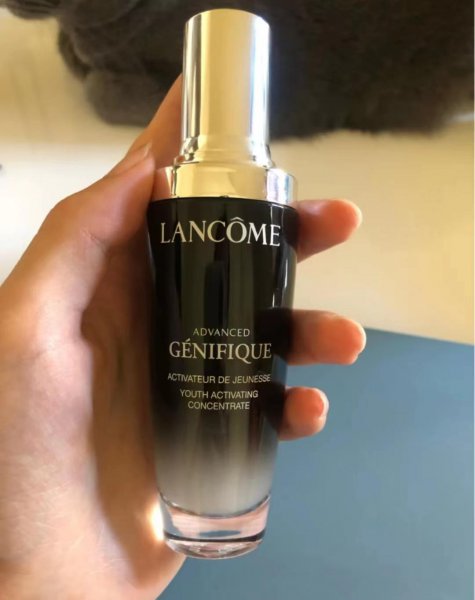 LANCÔME
ADVANCED
GÉNIFIQUE
ACTIVATEUR DE JEUNESSE
YOUTH ACTIVATING
CONCENTRATE